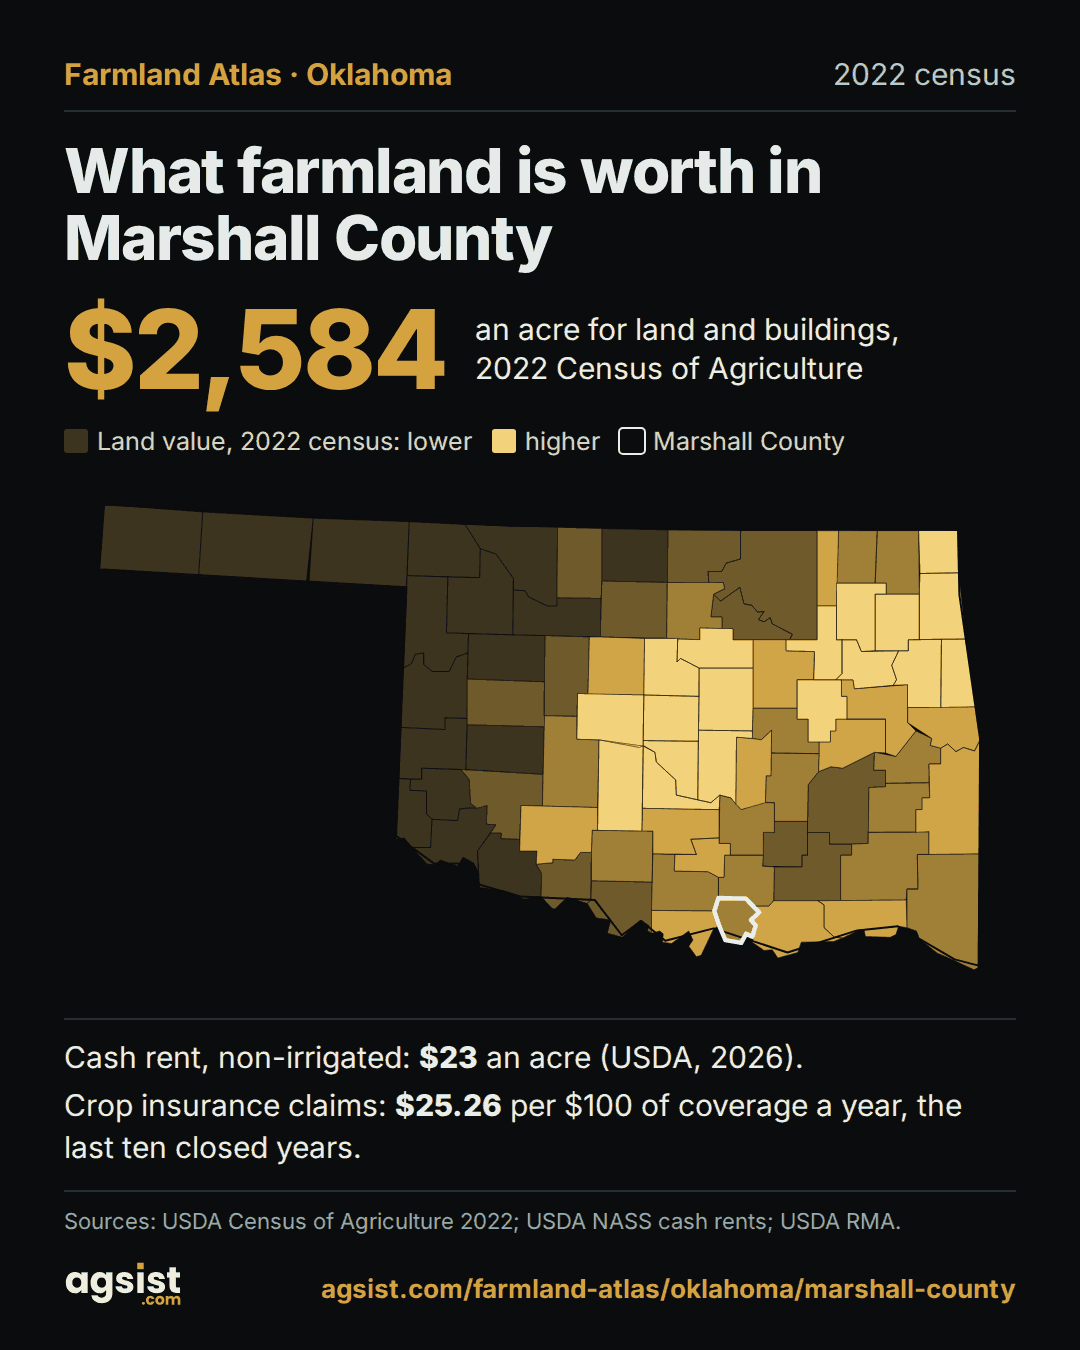 Farmland Atlas · Oklahoma
2022 census
What farmland is worth in
Marshall County
$2,584
an acre for land and buildings,
2022 Census of Agriculture
Land value, 2022 census: lower
higher
Marshall County
Cash rent, non-irrigated: $23 an acre (USDA, 2026).
Crop insurance claims: $25.26 per $100 of coverage a year, the
last ten closed years.
Sources: USDA Census of Agriculture 2022; USDA NASS cash rents; USDA RMA.
agsist
.com
agsist.com/farmland-atlas/oklahoma/marshall-county